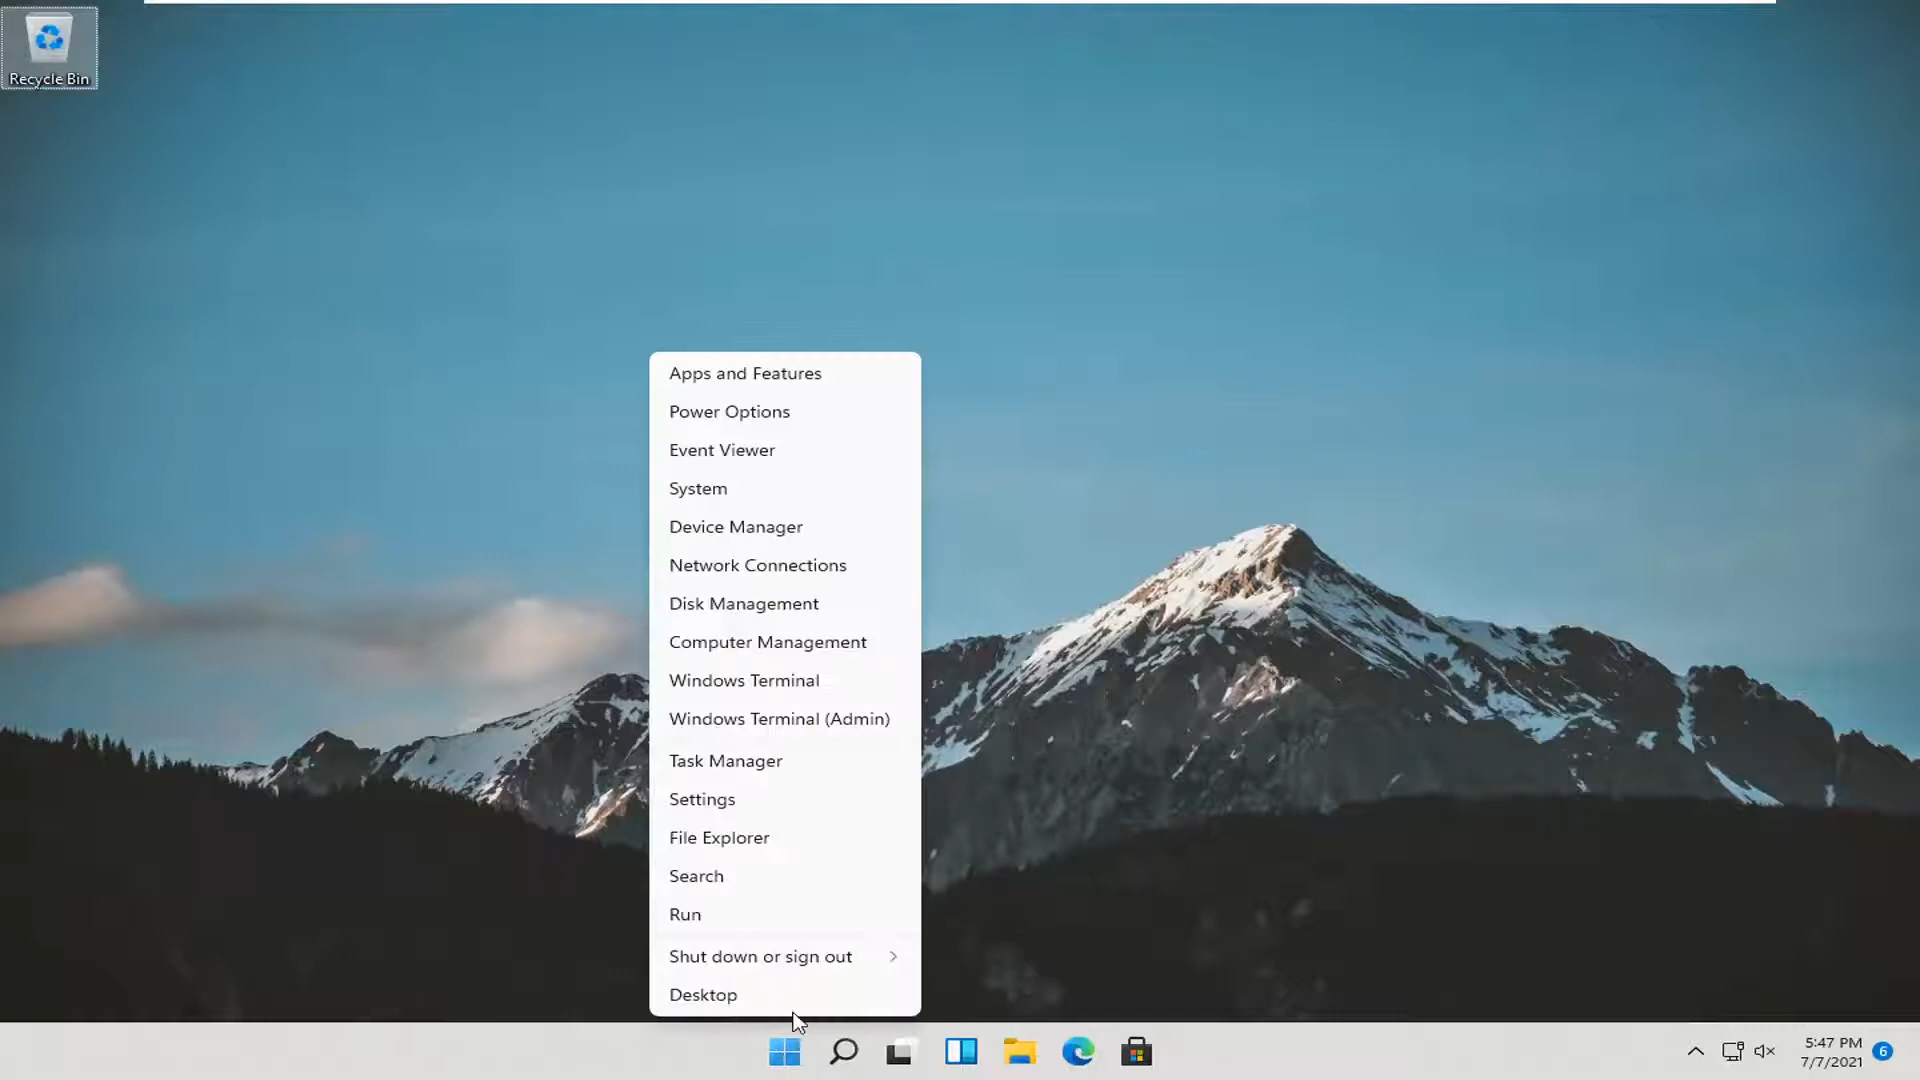 Recycle Bin
Apps and Features
Power Options
Event Viewer
System
Device Manager
Network Connections
Disk Management
Computer Management
Windows Terminal
Windows Terminal (Admin)
Task Manager
Settings
File Explorer
Search
Run
Shut down or sign out
Desktop
5:47 PM
7/7/2021
6